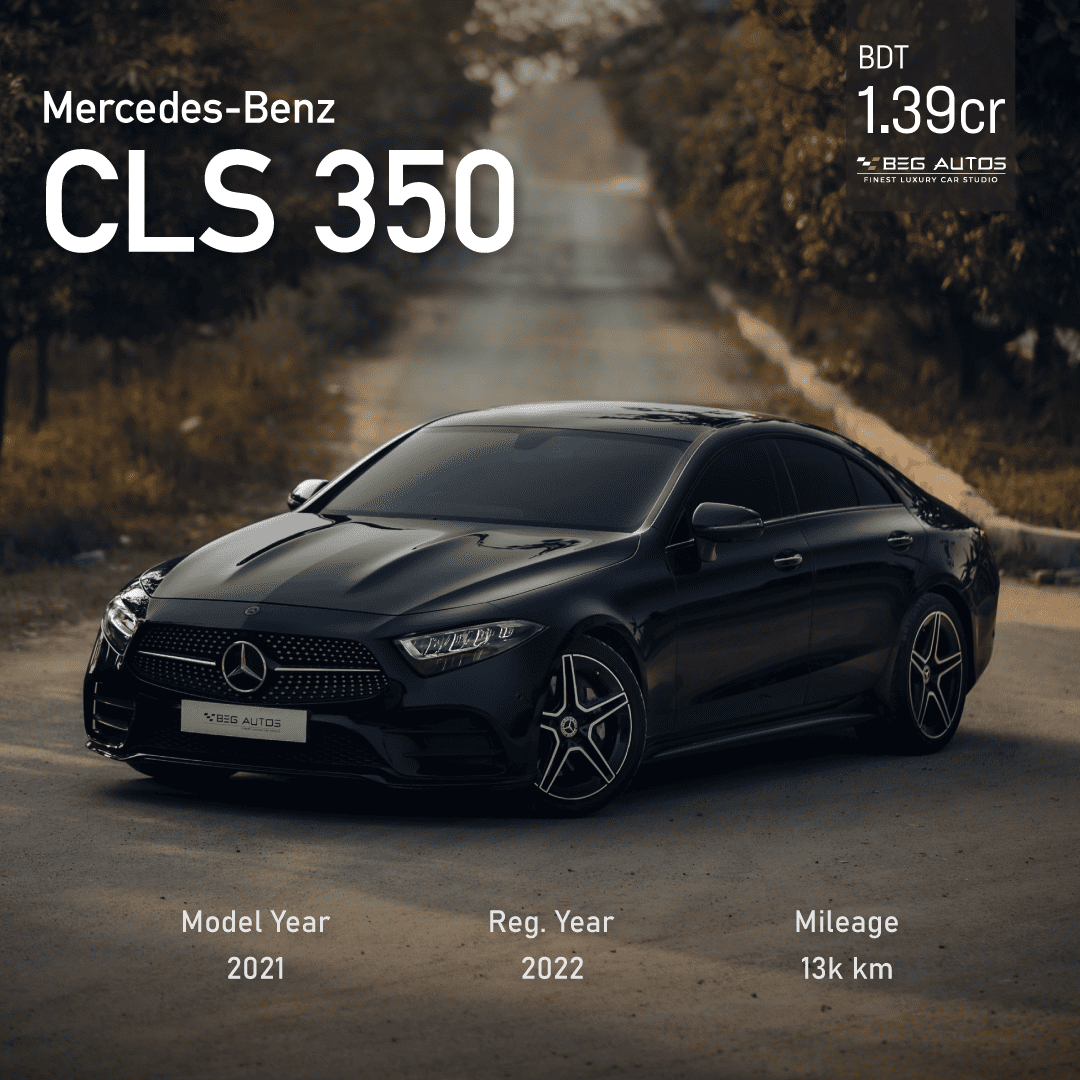 Mercedes-Benz
CLS 350
BDT
1.39cr
BEG AUTOS
FINEST LUXURY CAR STUDIO
BEG AUTOS
Model Year
2021
Reg. Year
2022
Mileage
13k km